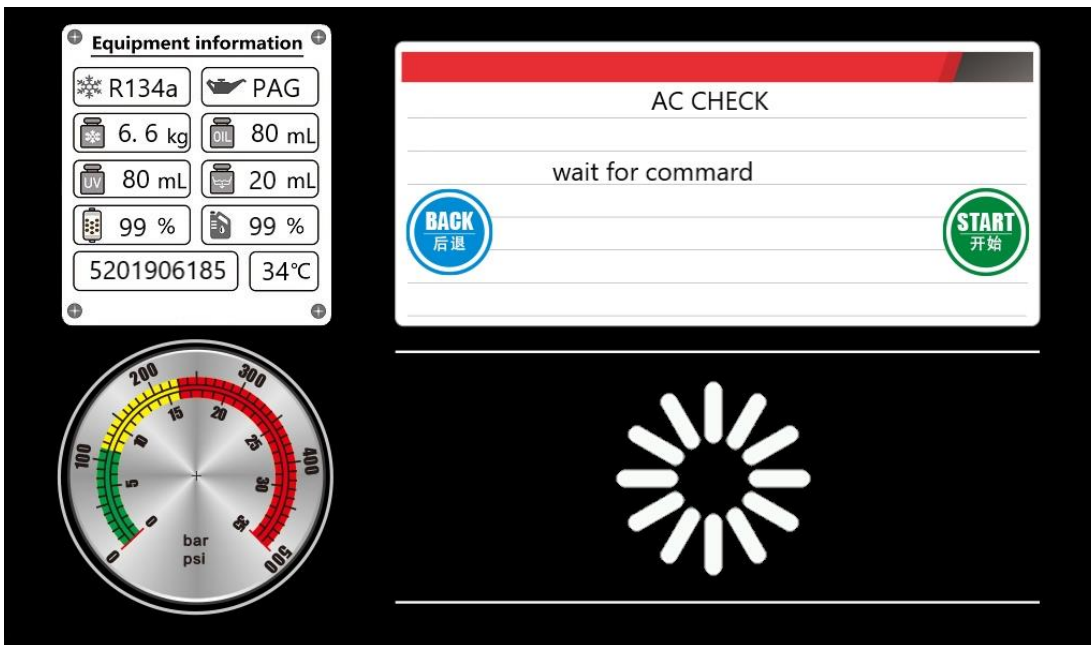 Equipment information
R134a
PAG
6. 6 kg
OIL
80 mL
UV
80 mL
20 mL
99 %
99 %
5201906185
34℃
AC CHECK
wait for commard
BACK
后退
START
开始
0
100
200
300
400
500
0
5
10
15
20
25
30
35
bar
psi